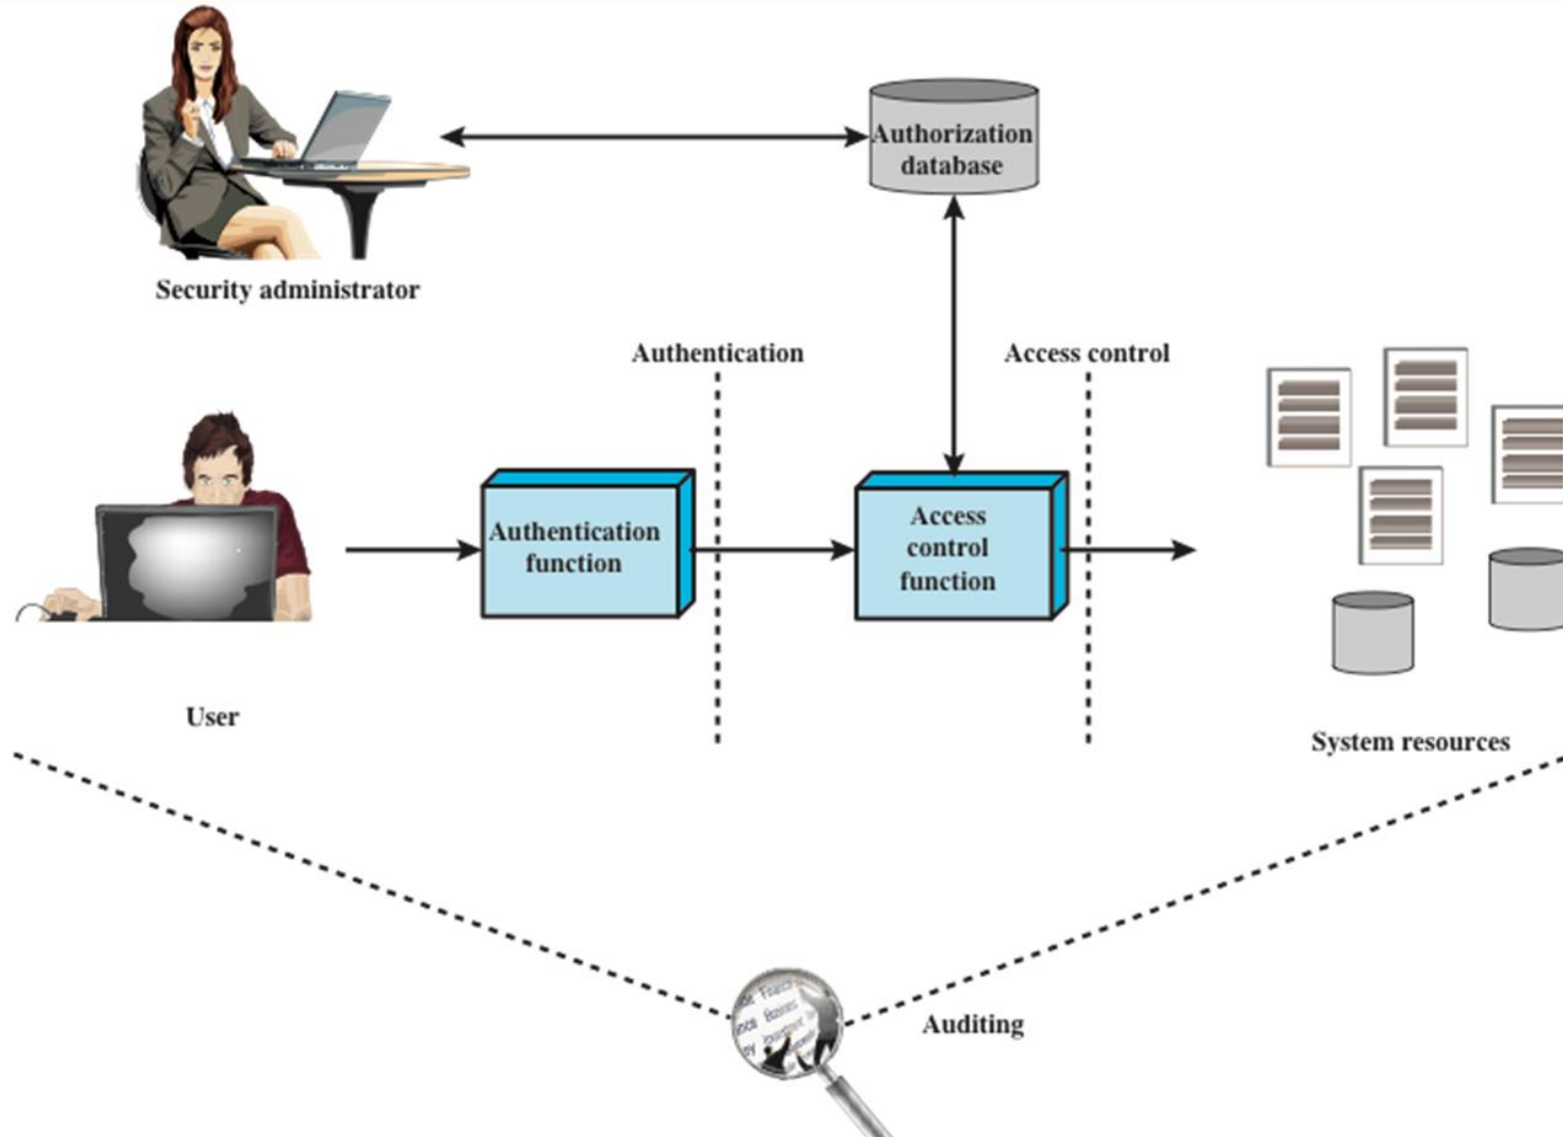 Authorization
database
Security administrator
Authentication
Access control
Authentication
function
Access
control
function
User
System resources
Auditing